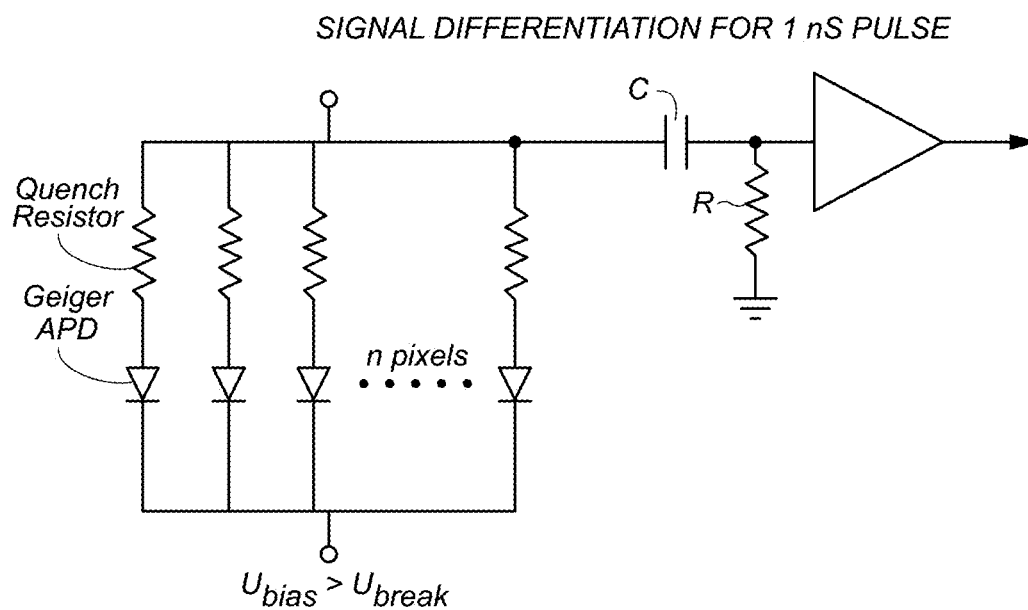 SIGNAL DIFFERENTIATION FOR 1 nS PULSE
C
Quench
Resistor
R
Geiger
APD
n pixels
U_bias > U_break